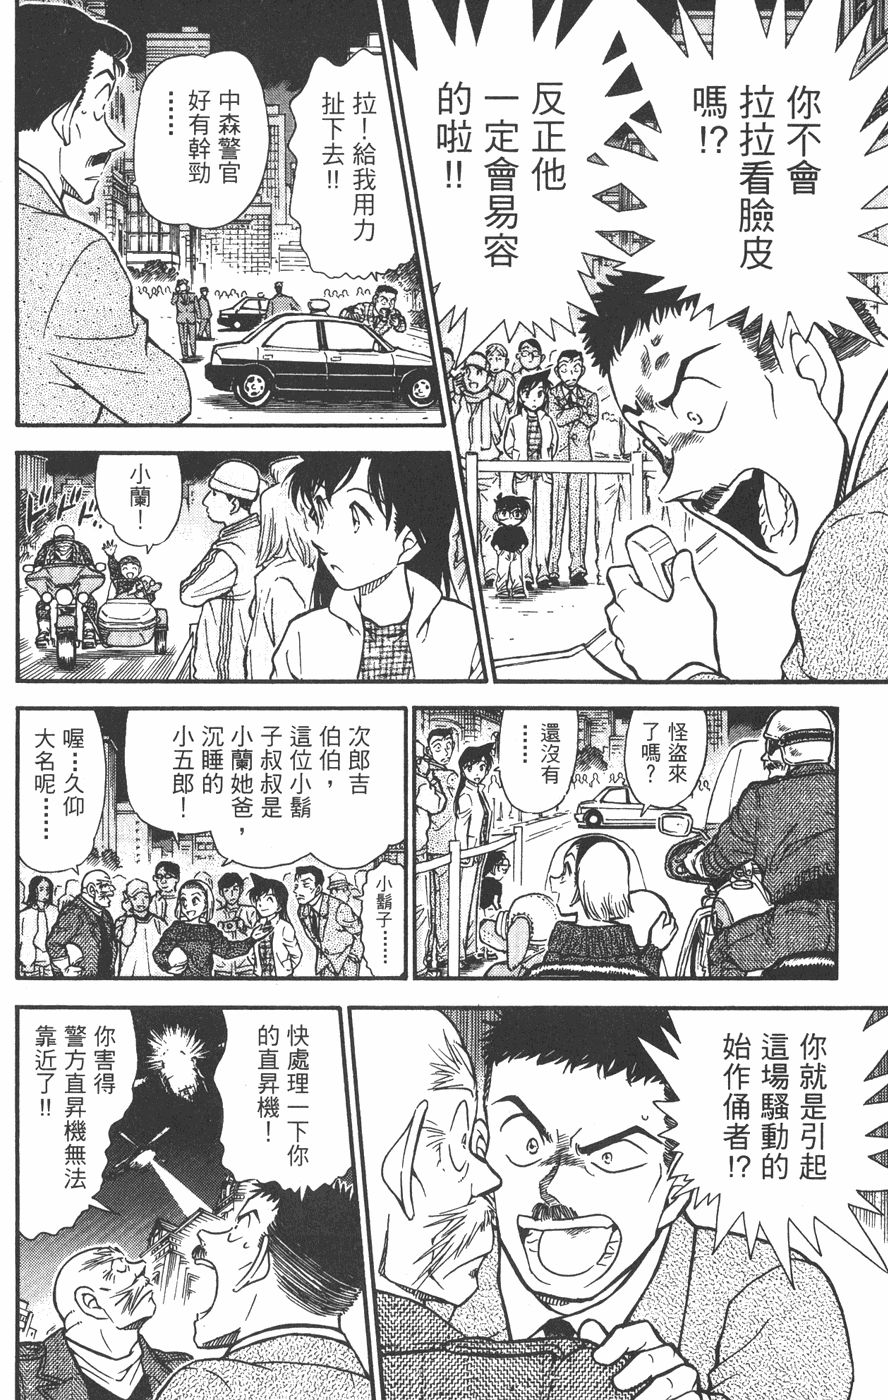 你不會
拉拉看臉皮
嗎!?
反正他
一定會易容
的啦!!
拉!給我用力
扯下去!!
中森警官
好有幹勁
……
小蘭!
怪盜來
了嗎?
還沒有
……
次郎吉
伯伯,
這位小鬍
子叔叔是
小蘭她爸,
沉睡的
小五郎!
小鬍子……
喔…久仰
大名呢……
你就是引起
這場騷動的
始作俑者!?
快處理一下你
的直昇機!
你害得
警方直昇機無法
靠近了!!